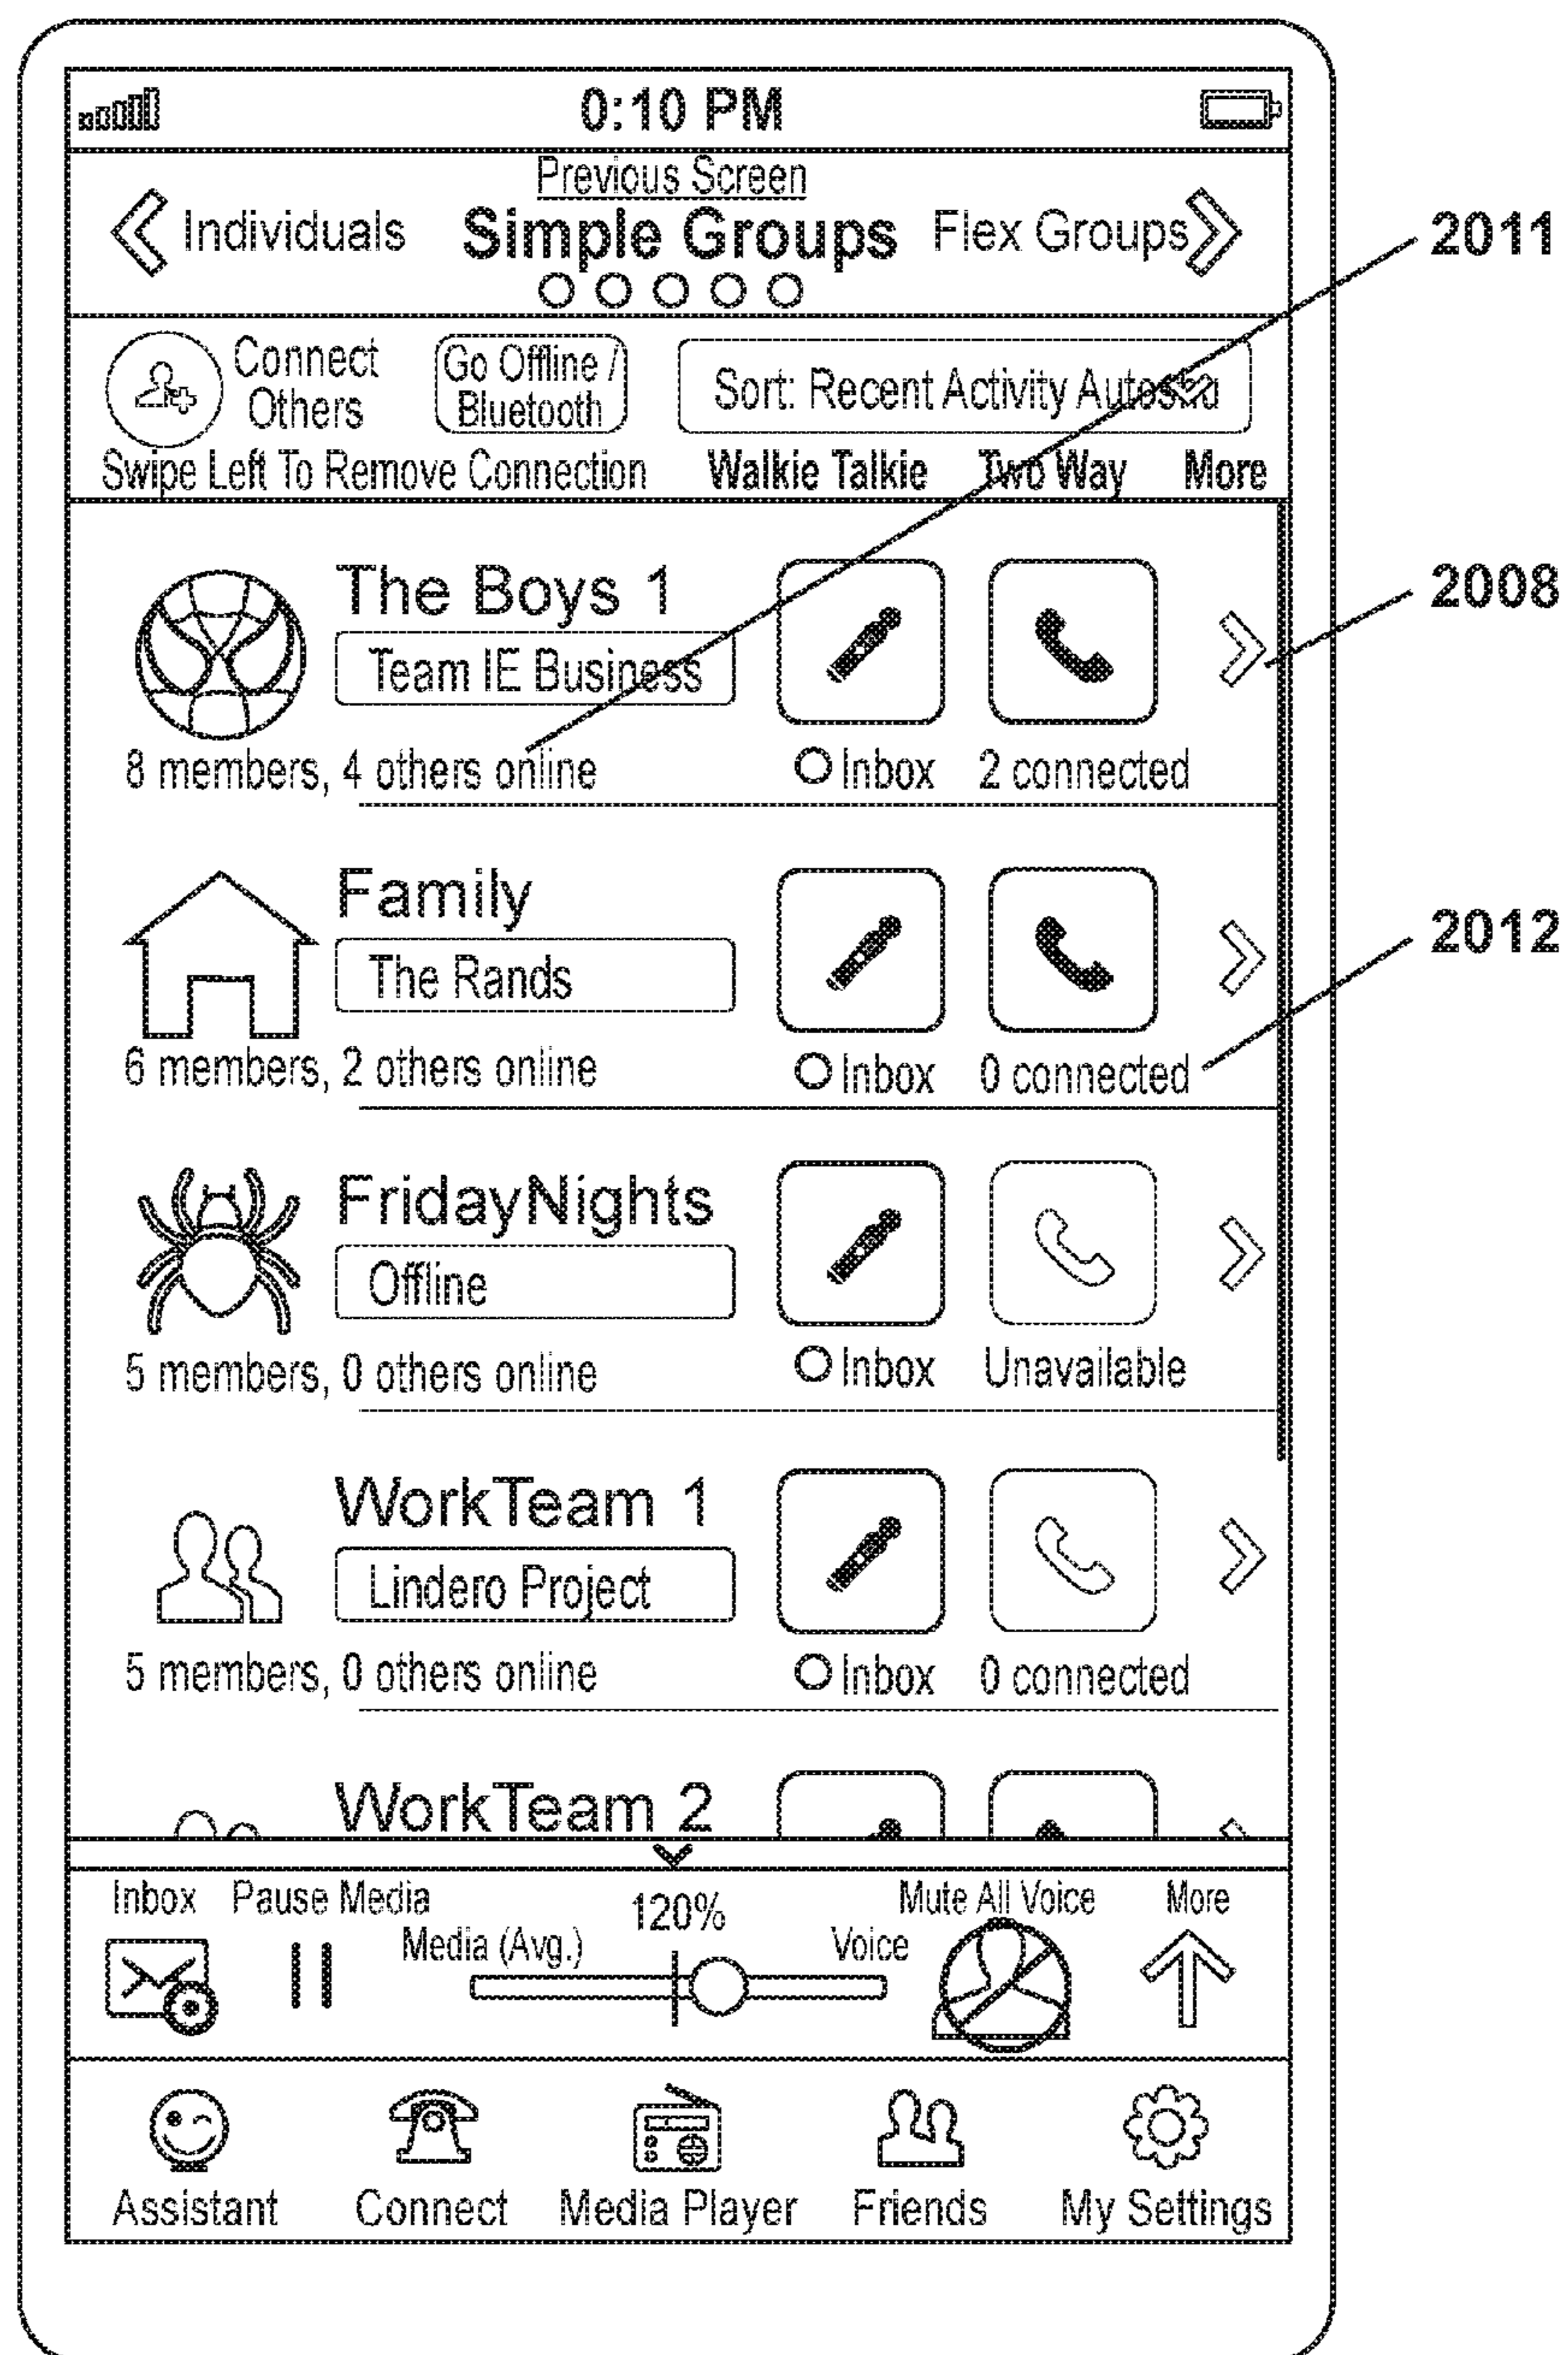 0:10 PM
Previous Screen
Individuals Simple Groups Flex Groups
2011
Connect Others
Go Offline / Bluetooth
Sort: Recent Activity
Swipe Left To Remove Connection Walkie Talkie Two Way More
The Boys 1
2008
Team IE Business
8 members, 4 others online Inbox 2 connected
Family
2012
The Rands
6 members, 2 others online Inbox 0 connected
FridayNights
Offline
5 members, 0 others online Inbox Unavailable
WorkTeam 1
Lindero Project
5 members, 0 others online Inbox 0 connected
WorkTeam 2
Inbox Pause Media 120% Mute All Voice More
Media (Avg.) Voice
Assistant Connect Media Player Friends My Settings